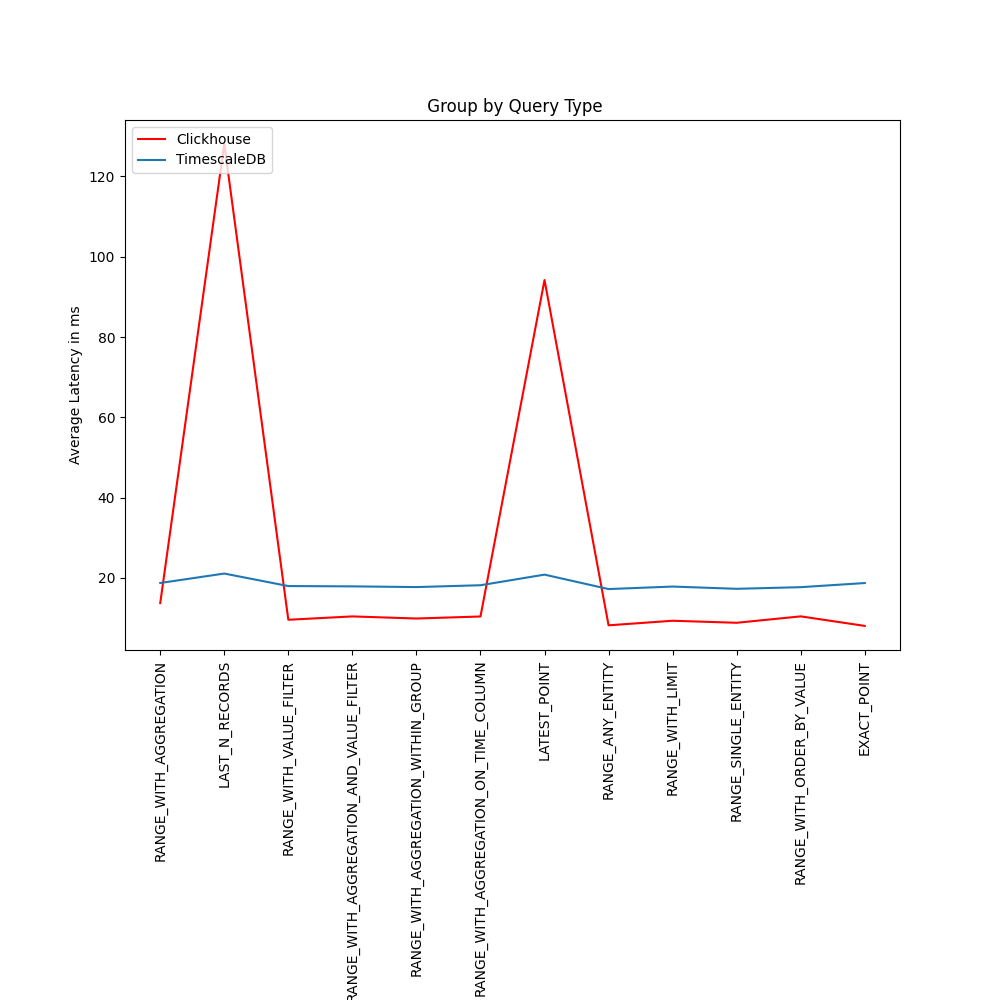 Group by Query Type
Clickhouse
TimescaleDB
Average Latency in ms
120
100
80
60
40
20
RANGE_WITH_AGGREGATION
LAST_N_RECORDS
RANGE_WITH_VALUE_FILTER
RANGE_WITH_AGGREGATION_AND_VALUE_FILTER
RANGE_WITH_AGGREGATION_WITHIN_GROUP
RANGE_WITH_AGGREGATION_ON_TIME_COLUMN
LATEST_POINT
RANGE_ANY_ENTITY
RANGE_WITH_LIMIT
RANGE_SINGLE_ENTITY
RANGE_WITH_ORDER_BY_VALUE
EXACT_POINT